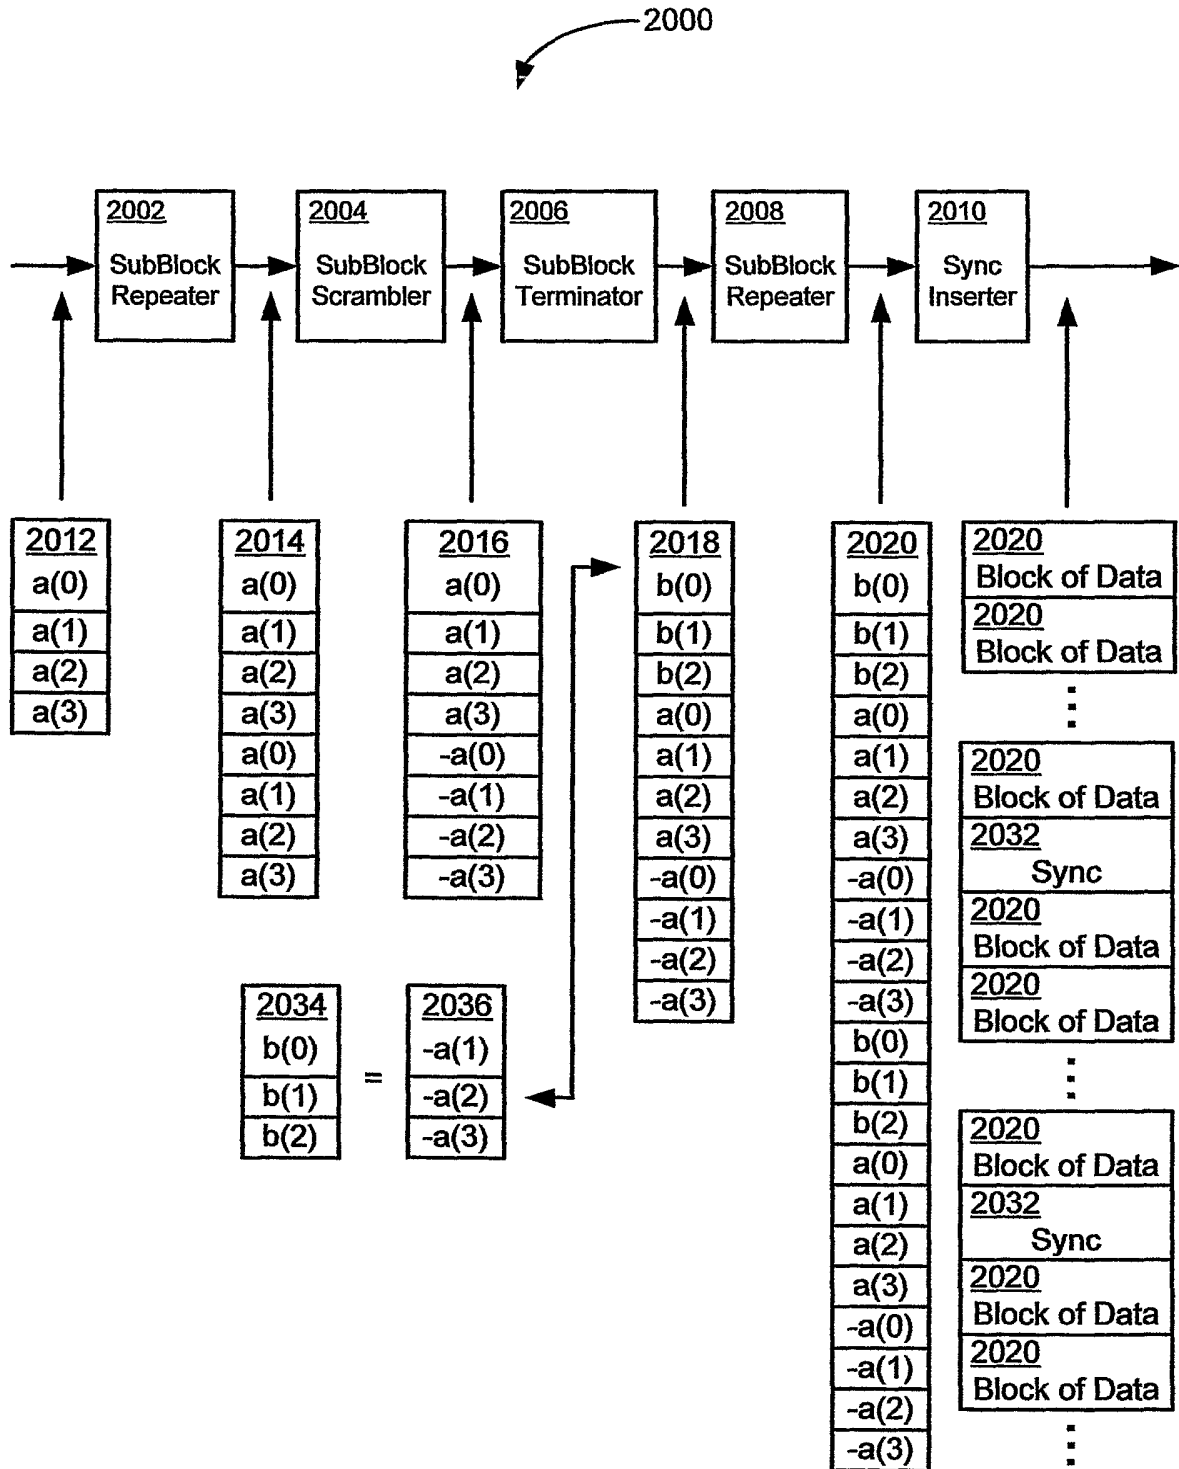 2000
2002
SubBlock
Repeater
2004
SubBlock
Scrambler
2006
SubBlock
Terminator
2008
SubBlock
Repeater
2010
Sync
Inserter
2012
a(0)
a(1)
a(2)
a(3)
2014
a(0)
a(1)
a(2)
a(3)
a(0)
a(1)
a(2)
a(3)
2016
a(0)
a(1)
a(2)
a(3)
-a(0)
-a(1)
-a(2)
-a(3)
2034
b(0)
b(1)
b(2)
=
2036
-a(1)
-a(2)
-a(3)
2018
b(0)
b(1)
b(2)
a(0)
a(1)
a(2)
a(3)
-a(0)
-a(1)
-a(2)
-a(3)
2020
b(0)
b(1)
b(2)
a(0)
a(1)
a(2)
a(3)
-a(0)
-a(1)
-a(2)
-a(3)
b(0)
b(1)
b(2)
a(0)
a(1)
a(2)
a(3)
-a(0)
-a(1)
-a(2)
-a(3)
2020
Block of Data
2020
Block of Data
2020
Block of Data
2032
Sync
2020
Block of Data
2020
Block of Data
2020
Block of Data
2032
Sync
2020
Block of Data
2020
Block of Data